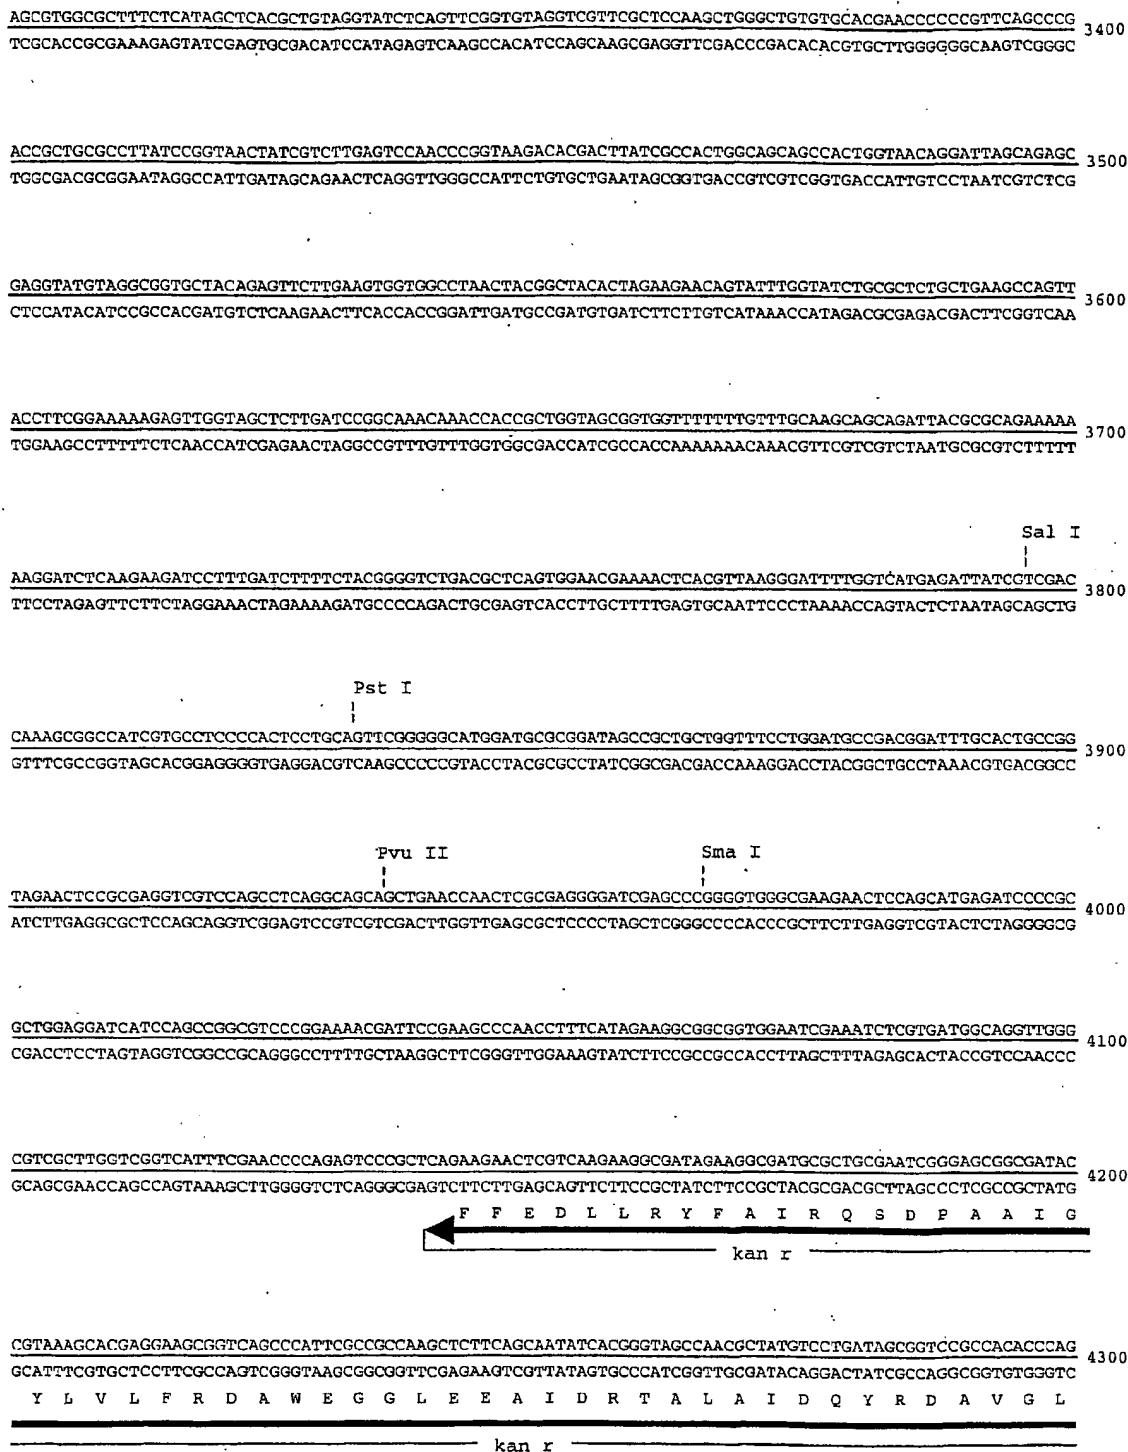 AGCGTGGCGCTTTCTCATAGCTCACGCTGTAGGTATCTCAGTTCGGTGTAGGTCGTTCGCTCCAAGCTGGGCTGTGTGCACGAACCCCCCGTTCAGCCCG
3400
TCGCACCGCGAAAGAGTATCGAGTGCGACATCCATAGAGTCAAGCCACATCCAGCAAGCGAGGTTCGACCCGACACACGTGCTTGGGGGGCAAGTCGGGC
ACCGCTGCGCCTTATCCGGTAACTATCGTCTTGAGTCCAACCCGGTAAGACACGACTTATCGCCACTGGCAGCAGCCACTGGTAACAGGATTAGCAGAGC
3500
TGGCGACGCGGAATAGGCCATTGATAGCAGAACTCAGGTTGGGCCATTCTGTGCTGAATAGCGGTGACCGTCGTCGGTGACCATTGTCCTAATCGTCTCG
GAGGTATGTAGGCGGTGCTACAGAGTTCTTGAAGTGGTGGCCTAACTACGGCTACACTAGAAGAACAGTATTTGGTATCTGCGCTCTGCTGAAGCCAGTT
3600
CTCCATACATCCGCCACGATGTCTCAAGAACTTCACCACCGGATTGATGCCGATGTGATCTTCTTGTCATAAACCATAGACGCGAGACGACTTCGGTCAA
ACCTTCGGAAAAAGAGTTGGTAGCTCTTGATCCGGCAAACAAACCACCGCTGGTAGCGGTGGTTTTTTTGTTTGCAAGCAGCAGATTACGCGCAGAAAAA
3700
TGGAAGCCTTTTTCTCAACCATCGAGAACTAGGCCGTTTGTTTGGTGGCGACCATCGCCACCAAAAAAACAAACGTTCGTCGTCTAATGCGCGTCTTTTT
Sal I
AAGGATCTCAAGAAGATCCTTTGATCTTTTCTACGGGGTCTGACGCTCAGTGGAACGAAAACTCACGTTAAGGGATTTTGGTCATGAGATTATCGTCGAC
3800
TTCCTAGAGTTCTTCTAGGAAACTAGAAAAGATGCCCCAGACTGCGAGTCACCTTGCTTTTGAGTGCAATTCCCTAAAACCAGTACTCTAATAGCAGCTG
Pst I
CAAAGCGGCCATCGTGCCTCCCCACTCCTGCAGTTCGGGGGCATGGATGCGCGGATAGCCGCTGCTGGTTTCCTGGATGCCGACGGATTTGCACTGCCGG
3900
GTTTCGCCGGTAGCACGGAGGGGTGAGGACGTCAAGCCCCCGTACCTACGCGCCTATCGGCGACGACCAAAGGACCTACGGCTGCCTAAACGTGACGGCC
Pvu II Sma I
TAGAACTCCGCGAGGTCGTCCAGCCTCAGGCAGCAGCTGAACCAACTCGCGAGGGGATCGAGCCCGGGGTGGGCGAAGAACTCCAGCATGAGATCCCCGC
4000
ATCTTGAGGCGCTCCAGCAGGTCGGAGTCCGTCGTCGACTTGGTTGAGCGCTCCCCTAGCTCGGGCCCCACCCGCTTCTTGAGGTCGTACTCTAGGGGCG
GCTGGAGGATCATCCAGCCGGCGTCCCGGAAAACGATTCCGAAGCCCAACCTTTCATAGAAGGCGGCGGTGGAATCGAAATCTCGTGATGGCAGGTTGGG
4100
CGACCTCCTAGTAGGTCGGCCGCAGGGCCTTTTGCTAAGGCTTCGGGTTGGAAAGTATCTTCCGCCGCCACCTTAGCTTTAGAGCACTACCGTCCAACCC
CGTCGCTTGGTCGGTCATTTCGAACCCCAGAGTCCCGCTCAGAAGAACTCGTCAAGAAGGCGATAGAAGGCGATGCGCTGCGAATCGGGAGCGGCGATAC
4200
GCAGCGAACCAGCCAGTAAAGCTTGGGGTCTCAGGGCGAGTCTTCTTGAGCAGTTCTTCCGCTATCTTCCGCTACGCGACGCTTAGCCCTCGCCGCTATG
F F E D L L R Y F A I R Q S D P A A I G
kan r
CGTAAAGCACGAGGAAGCGGTCAGCCCATTCGCCGCCAAGCTCTTCAGCAATATCACGGGTAGCCAACGCTATGTCCTGATAGCGGTCCGCCACACCCAG
4300
GCATTTCGTGCTCCTTCGCCAGTCGGGTAAGCGGCGGTTCGAGAAGTCGTTATAGTGCCCATCGGTTGCGATACAGGACTATCGCCAGGCGGTGTGGGTC
Y L V L F R D A W E G G L E E A I D R T A L A I D Q Y R D A V G L
kan r